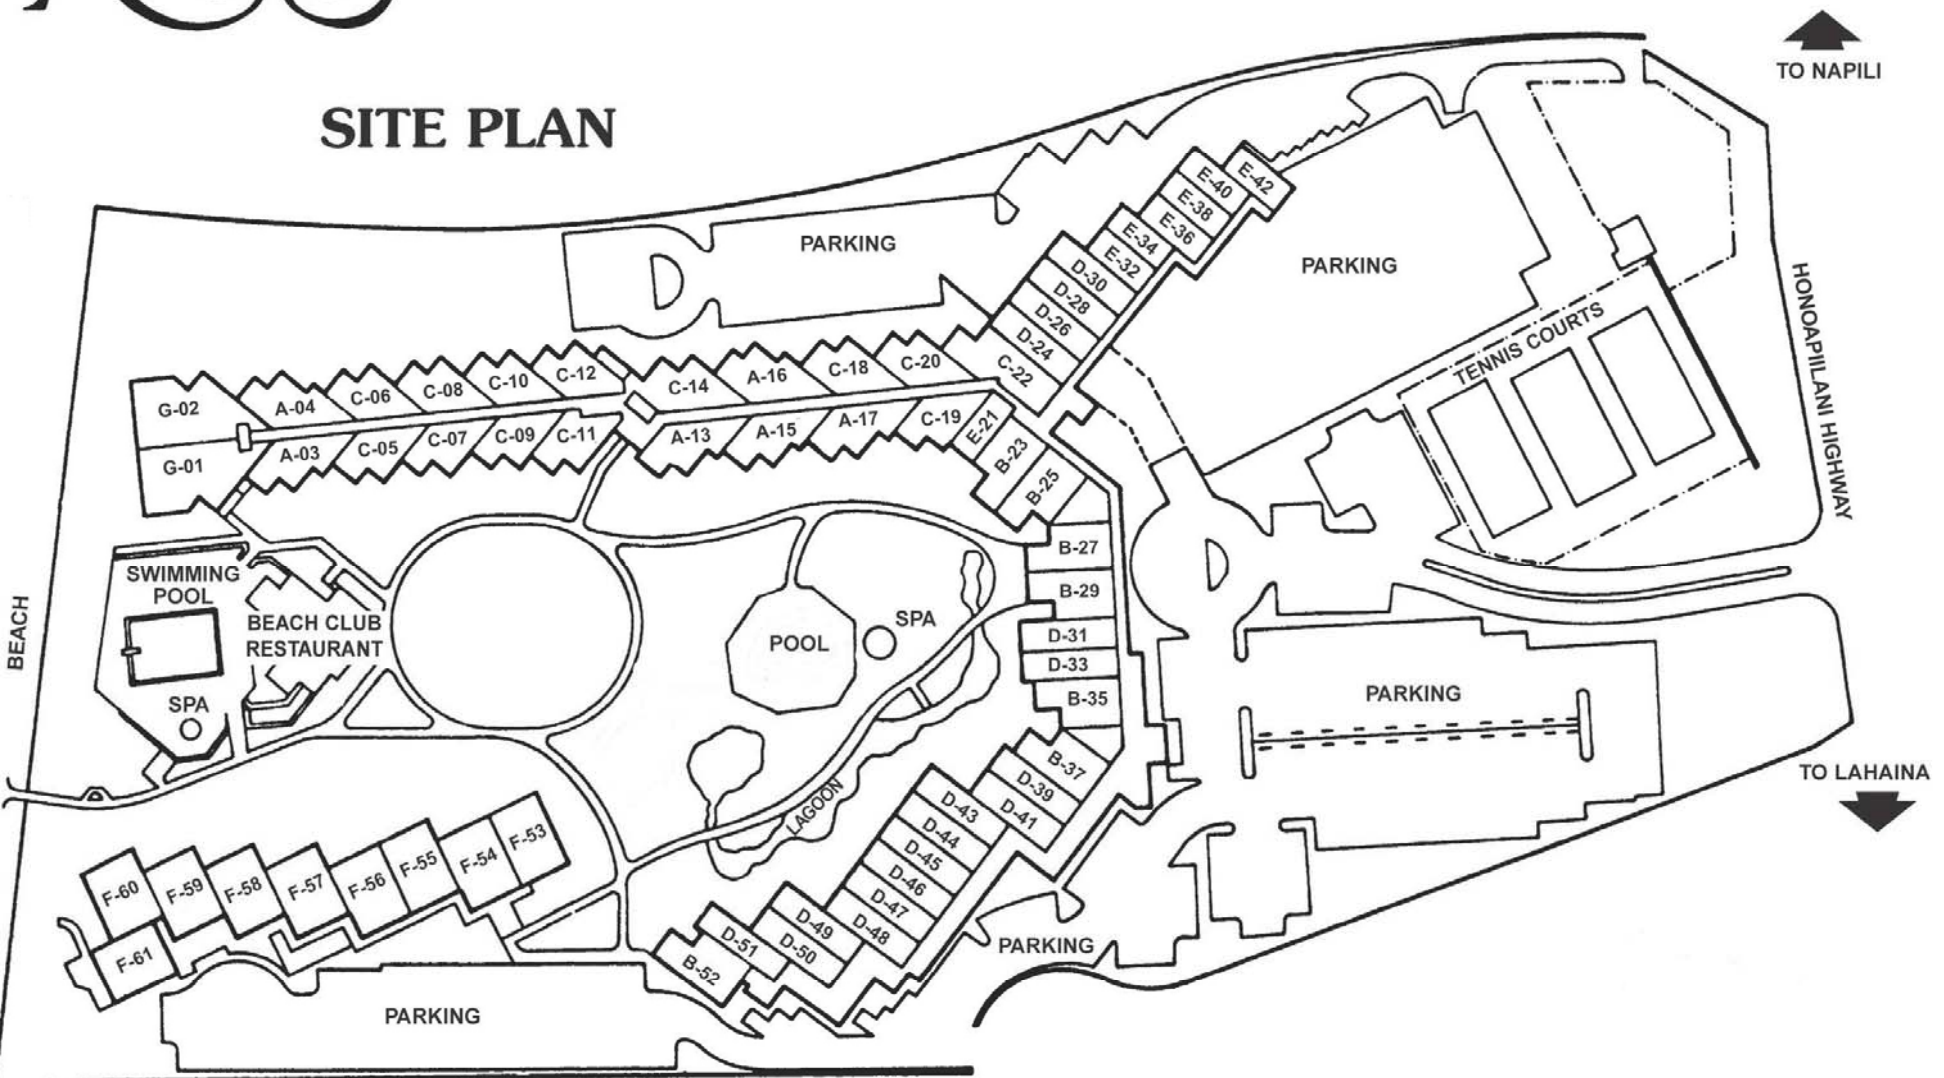 SITE PLAN
TO NAPILI
PARKING
PARKING
E-42
E-40
E-38
E-36
E-34
E-32
D-30
D-28
D-26
D-24
C-22
HONOAPIILANI HIGHWAY
TENNIS COURTS
G-02
A-04
C-06
C-08
C-10
C-12
C-14
A-16
C-18
C-20
G-01
A-03
C-05
C-07
C-09
C-11
A-13
A-15
A-17
C-19
E-21
B-23
B-25
B-27
B-29
D-31
D-33
B-35
B-37
D-39
D-41
BEACH
SWIMMING
POOL
BEACH CLUB
RESTAURANT
SPA
POOL
SPA
LAGOON
PARKING
TO LAHAINA
D-43
D-44
D-45
D-46
D-47
D-48
D-49
D-50
D-51
B-52
F-53
F-54
F-55
F-56
F-57
F-58
F-59
F-60
F-61
PARKING
PARKING